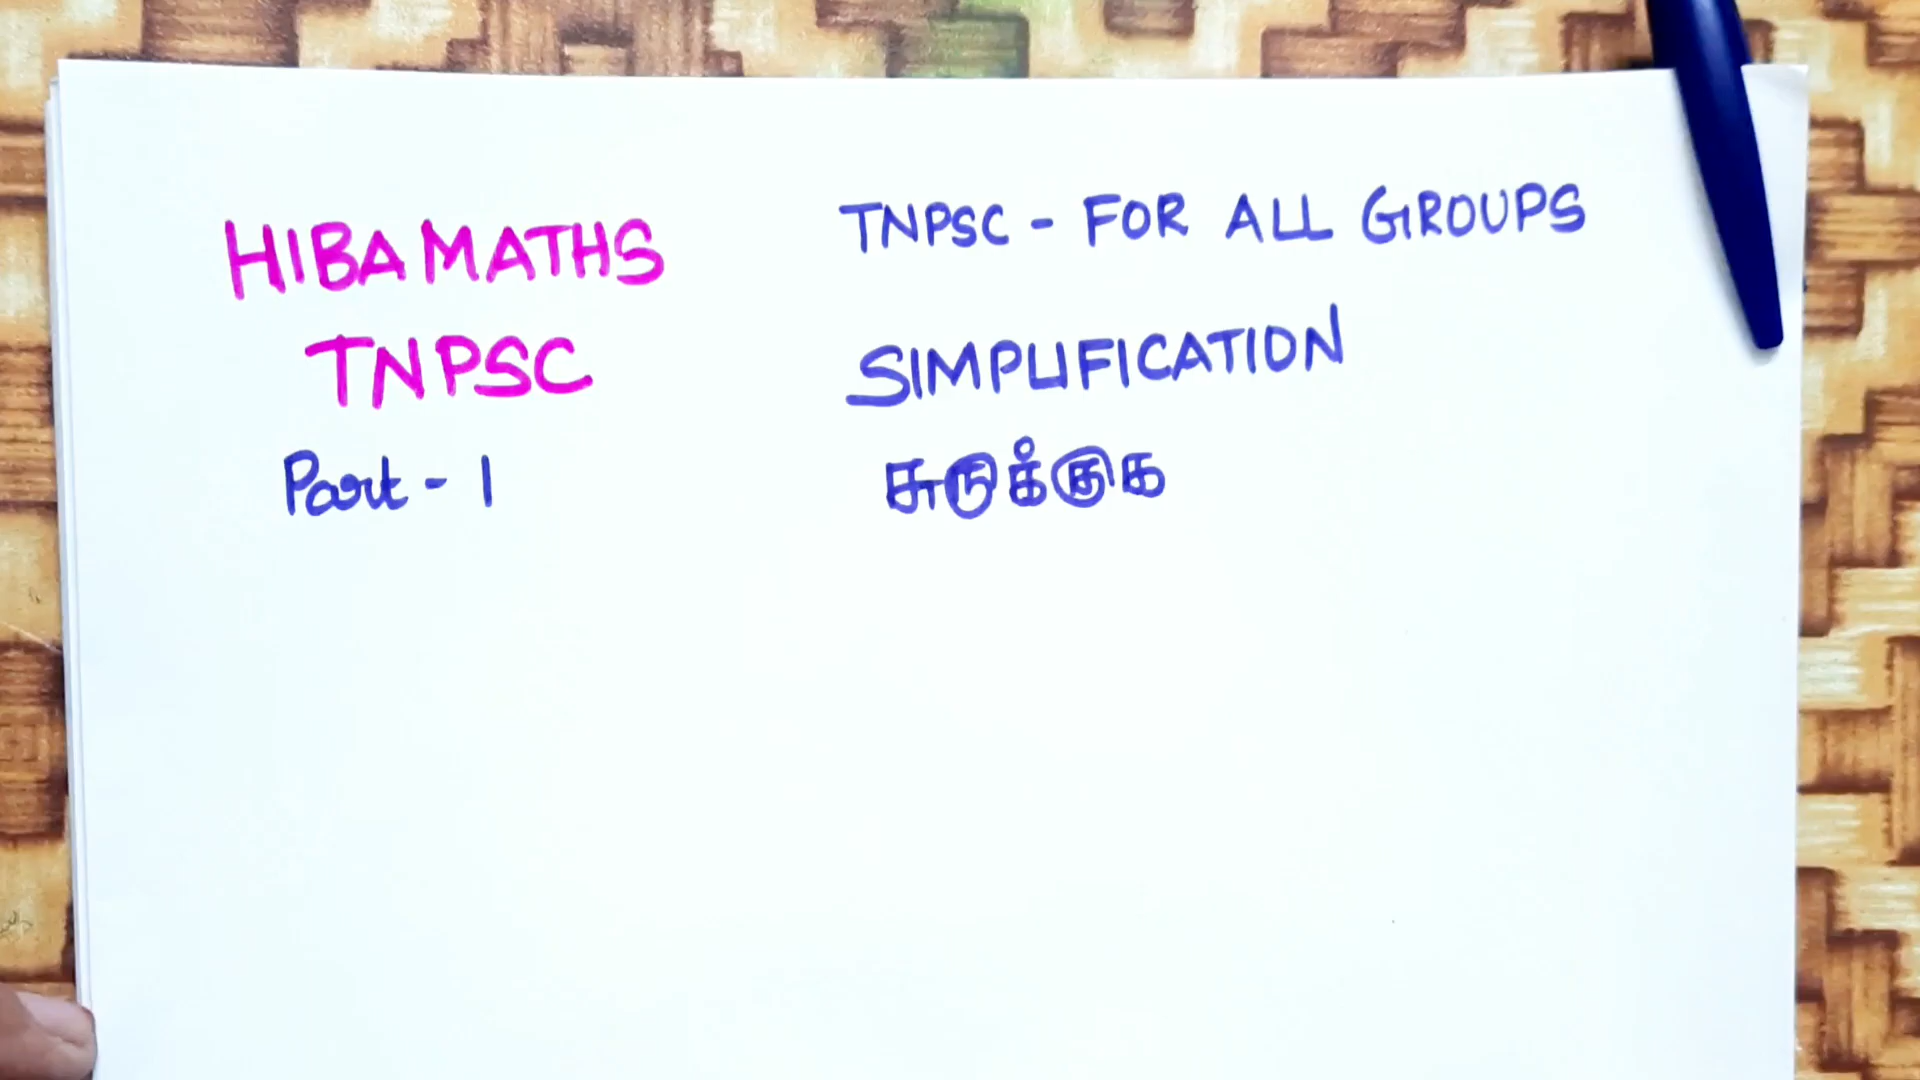 HIBA MATHS
TNPSC
Part - 1
TNPSC - FOR ALL GROUPS
SIMPLIFICATION
சுருக்குக